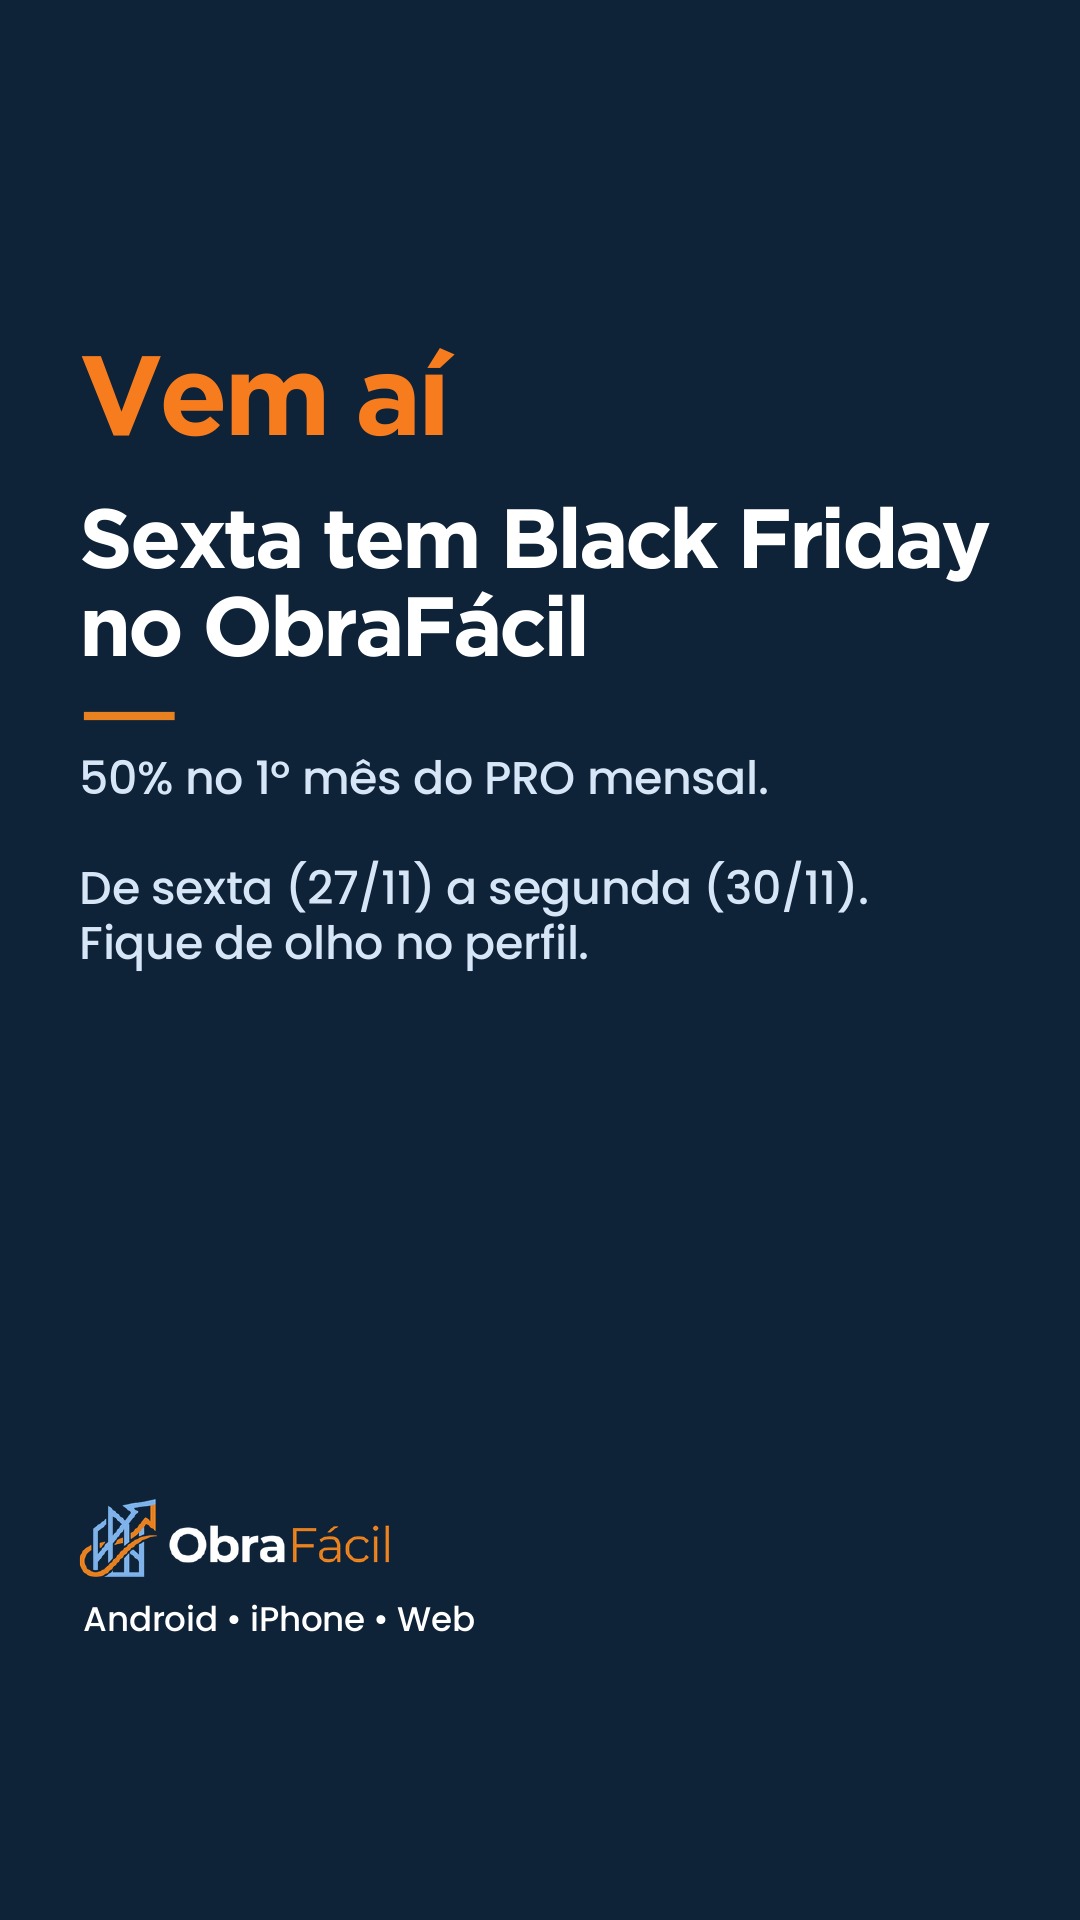 Vem aí
Sexta tem Black Friday
no ObraFácil
50% no 1º mês do PRO mensal.
De sexta (27/11) a segunda (30/11).
Fique de olho no perfil.
ObraFácil
Android • iPhone • Web